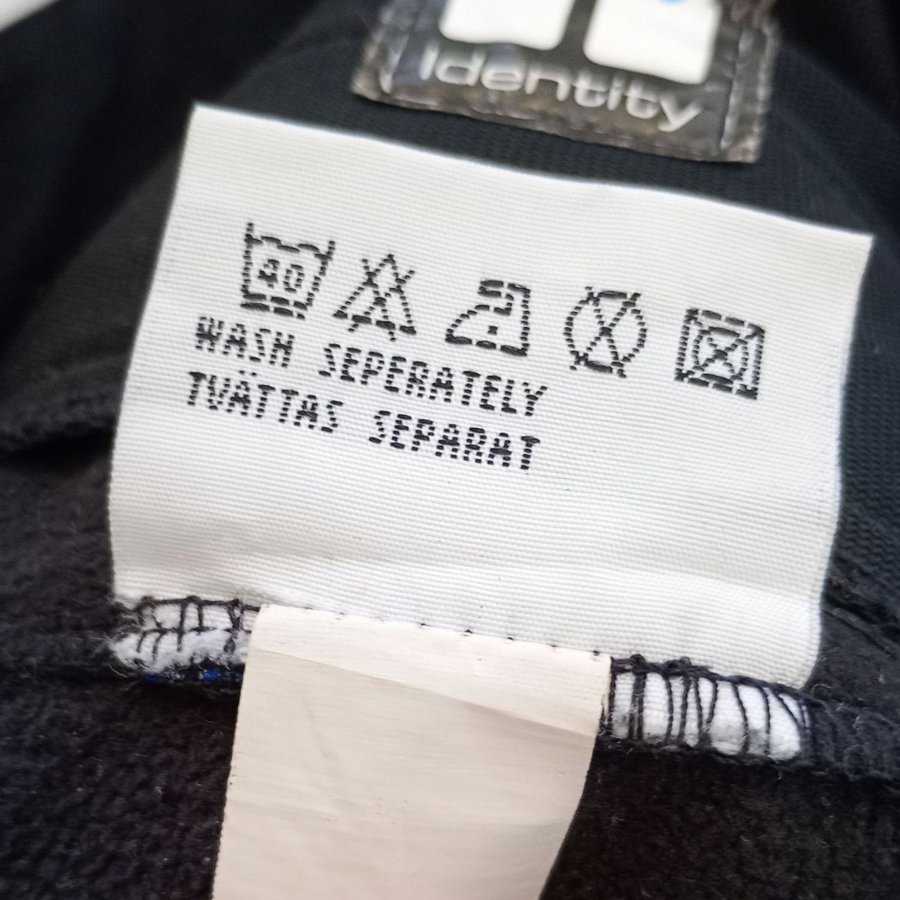 Identity
40
WASH SEPERATELY
TVÄTTAS SEPARAT